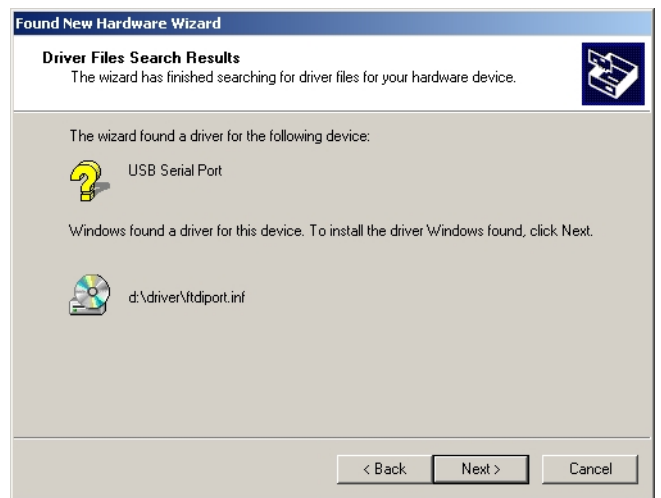 Found New Hardware Wizard
Driver Files Search Results
The wizard has finished searching for driver files for your hardware device.
The wizard found a driver for the following device:
USB Serial Port
Windows found a driver for this device. To install the driver Windows found, click Next.
d:\driver\ftdiport.inf
< Back
Next >
Cancel